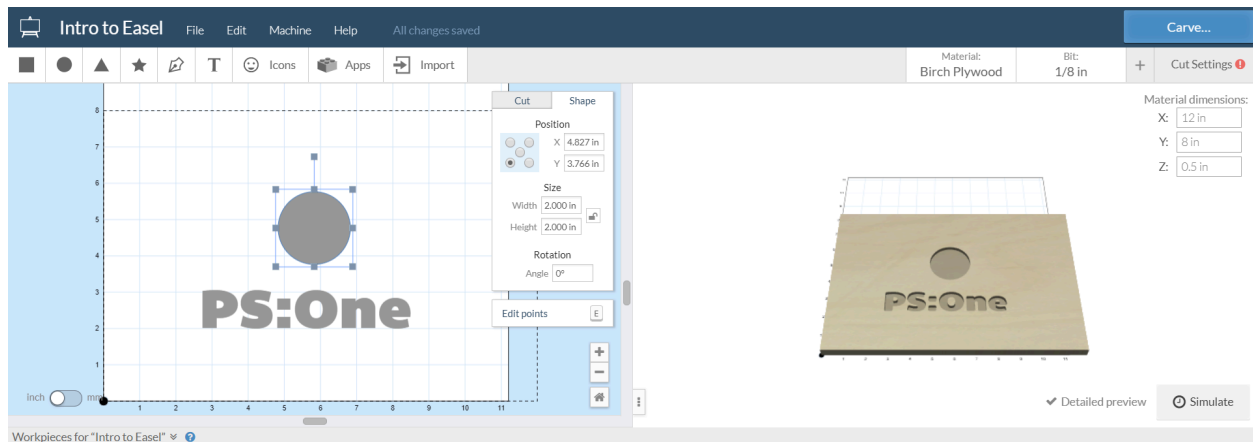 Intro to Easel File Edit Machine Help All changes saved Carve...
T Icons Apps Import Material: Birch Plywood Bit: 1/8 in + Cut Settings
Cut Shape
Position
X 4.827 in
Y 3.766 in
Size
Width 2.000 in
Height 2.000 in
Rotation
Angle 0°
Edit points E
8
7
6
5
4
3
2
1
PS:One
inch mm
1 2 3 4 5 6 7 8 9 10 11
Material dimensions:
X: 12 in
Y: 8 in
Z: 0.5 in
PS:One
Detailed preview Simulate
Workpieces for "Intro to Easel" ?